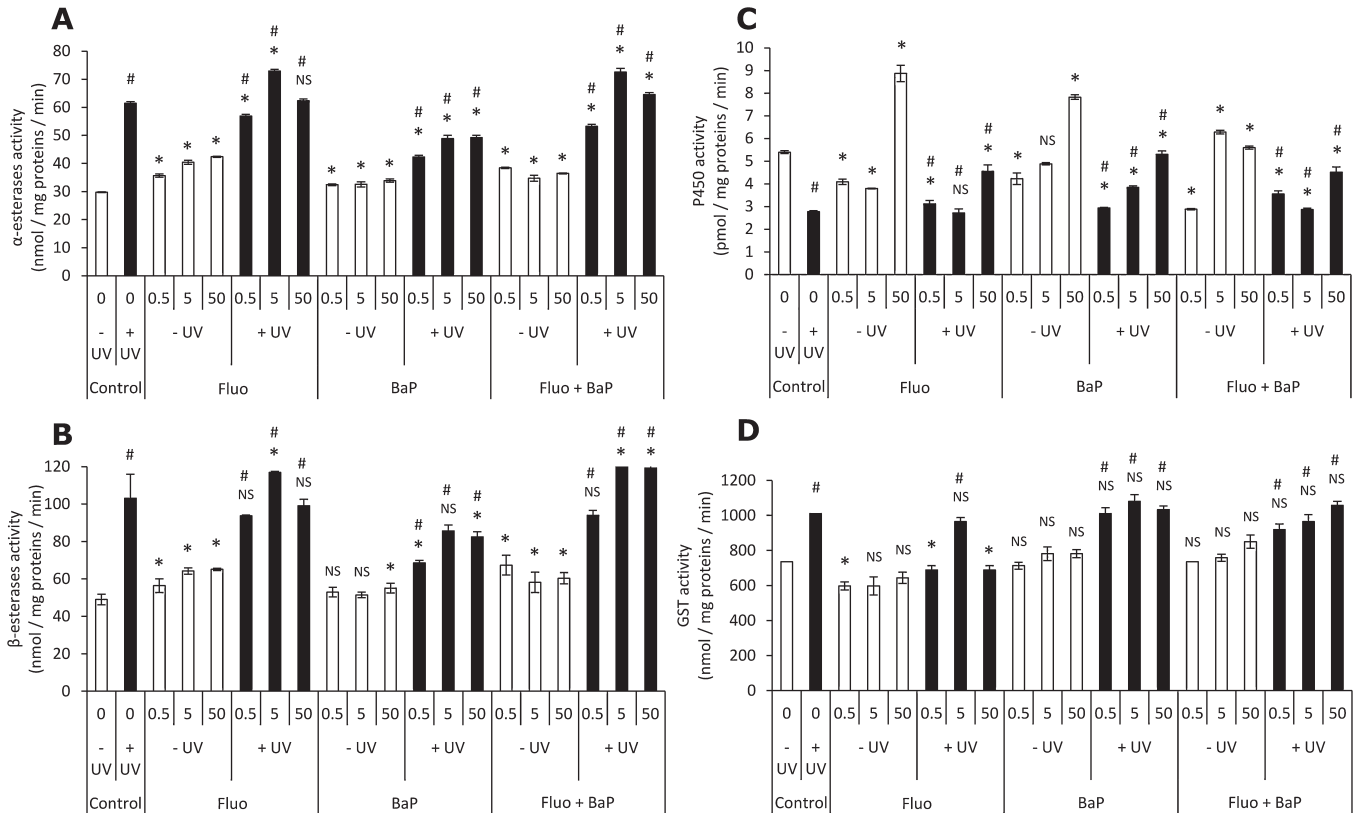 A
# # #
# * # *
80 # NS * #
70 # * # # # *
60 * # * * *
50 * * * * * * *
40 * * *
30
20
10
0
α-esterases activity
(nmol / mg proteins / min)
0 0 0.5 5 50 0.5 5 50 0.5 5 50 0.5 5 50 0.5 5 50 0.5 5 50
- + - UV + UV - UV + UV - UV + UV
UV UV
Control Fluo BaP Fluo + BaP
C
10 *
9 *
8 #
7 * # * #
6 NS # # * # *
5 * * # # * * # *
4 # * NS * *
3 *
2
1
0
P450 activity
(pmol / mg proteins / min)
0 0 0.5 5 50 0.5 5 50 0.5 5 50 0.5 5 50 0.5 5 50 0.5 5 50
- + - UV + UV - UV + UV - UV + UV
UV UV
Control Fluo BaP Fluo + BaP
B
# # #
# # * # # * *
120 NS NS # # NS
100 # NS *
80 * * * * #
60 NS NS * * *
40
20
0
β-esterases activity
(nmol / mg proteins / min)
0 0 0.5 5 50 0.5 5 50 0.5 5 50 0.5 5 50 0.5 5 50 0.5 5 50
- + - UV + UV - UV + UV - UV + UV
UV UV
Control Fluo BaP Fluo + BaP
D
# # # #
1200 # # NS NS NS # # NS
1000 NS NS NS NS NS NS NS
800 * NS NS * *
600
400
200
0
GST activity
(nmol / mg proteins / min)
0 0 0.5 5 50 0.5 5 50 0.5 5 50 0.5 5 50 0.5 5 50 0.5 5 50
- + - UV + UV - UV + UV - UV + UV
UV UV
Control Fluo BaP Fluo + BaP